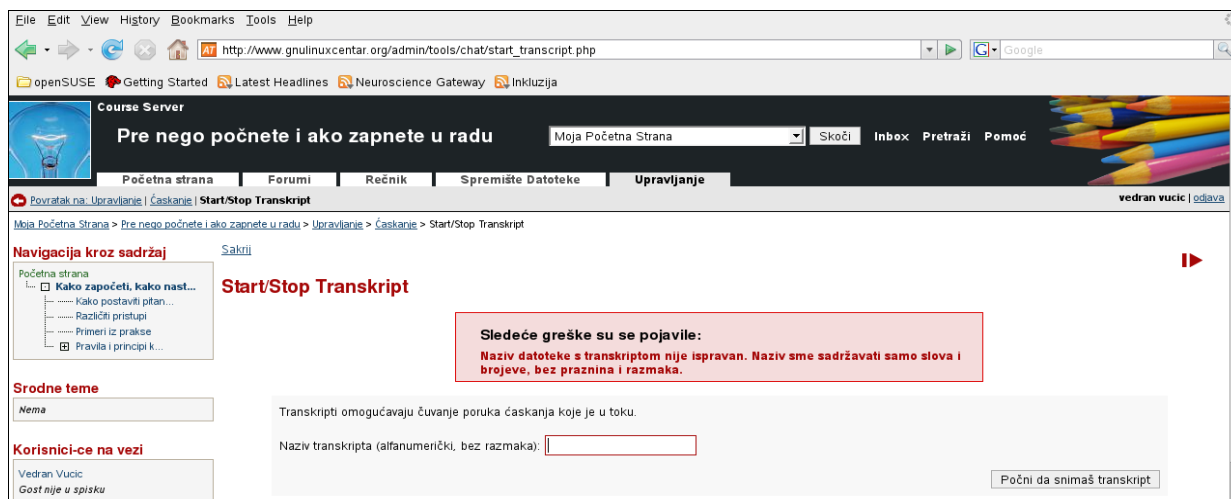 File Edit View History Bookmarks Tools Help
http://www.gnulinuxcentar.org/admin/tools/chat/start_transcript.php
G Google
openSUSE Getting Started Latest Headlines Neuroscience Gateway Inkluzija
Course Server
Pre nego počnete i ako zapnete u radu
Moja Početna Strana Skoči Inbox Pretraži Pomoć
Početna strana Forumi Rečnik Spremište Datoteke Upravljanje
Povratak na: Upravljanje | Ćaskanje | Start/Stop Transkript vedran vucic | odjava
Moja Početna Strana > Pre nego počnete i ako zapnete u radu > Upravljanje > Ćaskanje > Start/Stop Transkript
Navigacija kroz sadržaj
Početna strana
Kako započeti, kako nast...
Kako postaviti pitan...
Različiti pristupi
Primeri iz prakse
Pravila i principi k...
Srodne teme
Nema
Korisnici-ce na vezi
Vedran Vucic
Gost nije u spisku
Sakrij
Start/Stop Transkript
Sledeće greške su se pojavile:
Naziv datoteke s transkriptom nije ispravan. Naziv sme sadržavati samo slova i
brojeve, bez praznina i razmaka.
Transkripti omogućavaju čuvanje poruka ćaskanja koje je u toku.
Naziv transkripta (alfanumerički, bez razmaka):
Počni da snimaš transkript